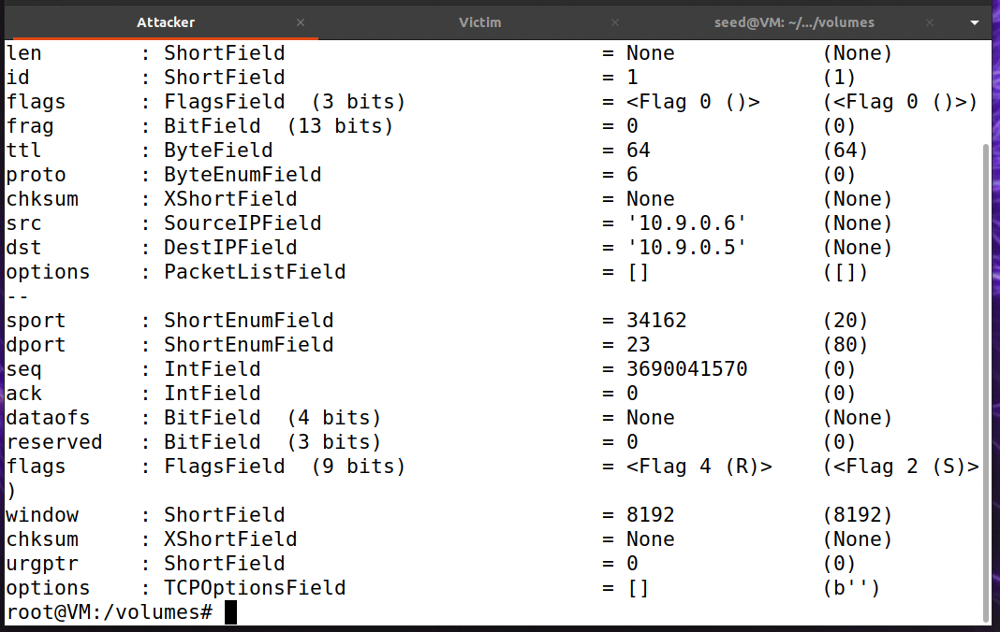 Attacker × Victim × seed@VM: ~/.../volumes ×
len : ShortField = None (None)
id : ShortField = 1 (1)
flags : FlagsField (3 bits) = <Flag 0 ()> (<Flag 0 ()>)
frag : BitField (13 bits) = 0 (0)
ttl : ByteField = 64 (64)
proto : ByteEnumField = 6 (0)
chksum : XShortField = None (None)
src : SourceIPField = '10.9.0.6' (None)
dst : DestIPField = '10.9.0.5' (None)
options : PacketListField = [] ([])
--
sport : ShortEnumField = 34162 (20)
dport : ShortEnumField = 23 (80)
seq : IntField = 3690041570 (0)
ack : IntField = 0 (0)
dataofs : BitField (4 bits) = None (None)
reserved : BitField (3 bits) = 0 (0)
flags : FlagsField (9 bits) = <Flag 4 (R)> (<Flag 2 (S)>
)
window : ShortField = 8192 (8192)
chksum : XShortField = None (None)
urgptr : ShortField = 0 (0)
options : TCPOptionsField = [] (b'')
root@VM:/volumes#